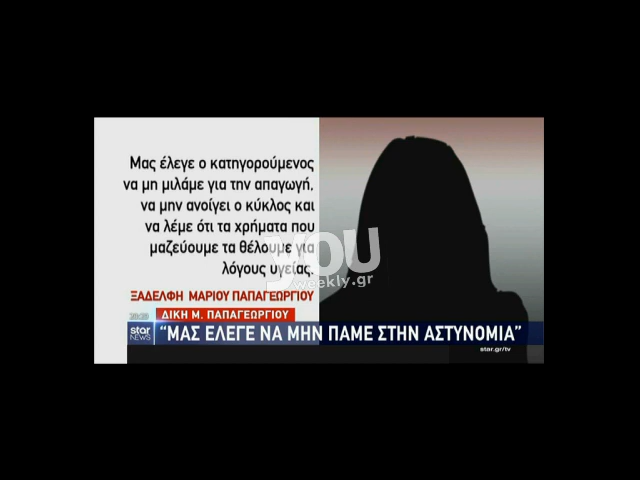 Μας έλεγε ο κατηγορούμενος
να μη μιλάμε για την απαγωγή,
να μην ανοίγει ο κύκλος και
να λέμε ότι τα χρήματα που
μαζεύουμε τα θέλουμε για
λόγους υγείας.
ΞΑΔΕΛΦΗ ΜΑΡΙΟΥ ΠΑΠΑΓΕΩΡΓΙΟΥ
you
weekly.gr
20:20
ΔΙΚΗ Μ. ΠΑΠΑΓΕΩΡΓΙΟΥ
star
NEWS
“ΜΑΣ ΕΛΕΓΕ ΝΑ ΜΗΝ ΠΑΜΕ ΣΤΗΝ ΑΣΤΥΝΟΜΙΑ”
star.gr/tv